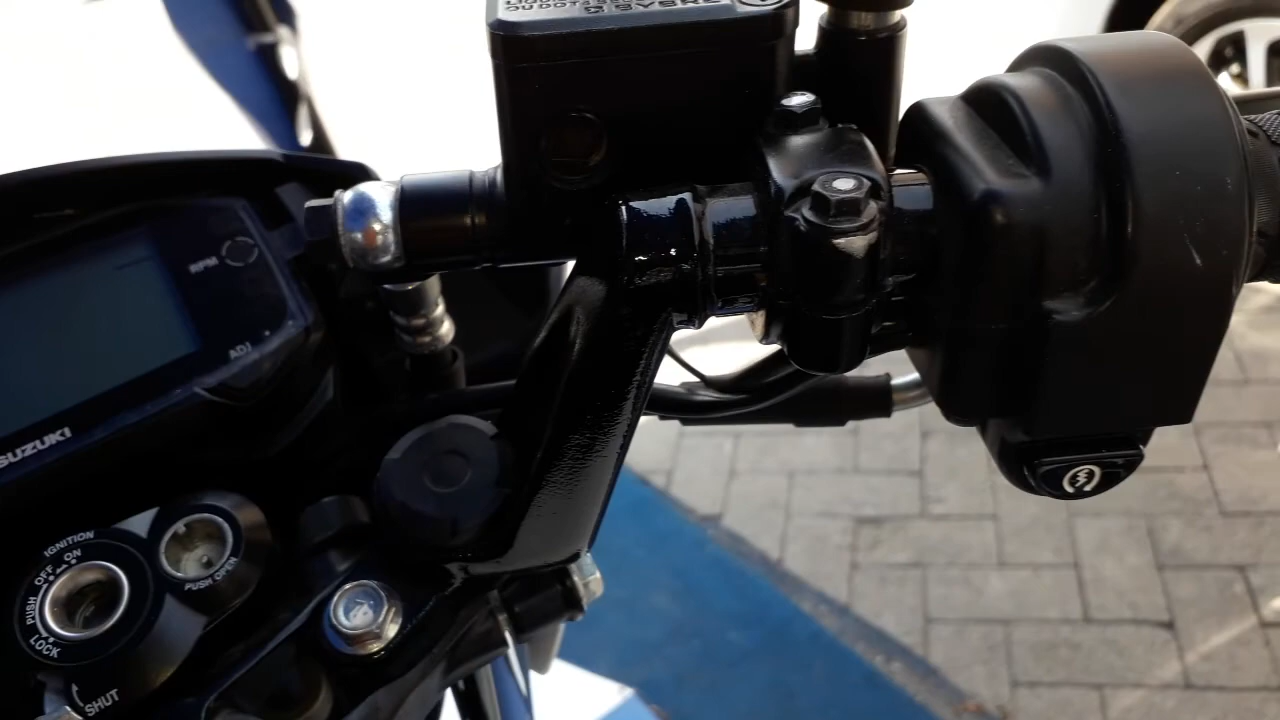 RPM
ADJ
SUZUKI
IGNITION
OFF
ON
PUSH
LOCK
PUSH OPEN
SHUT